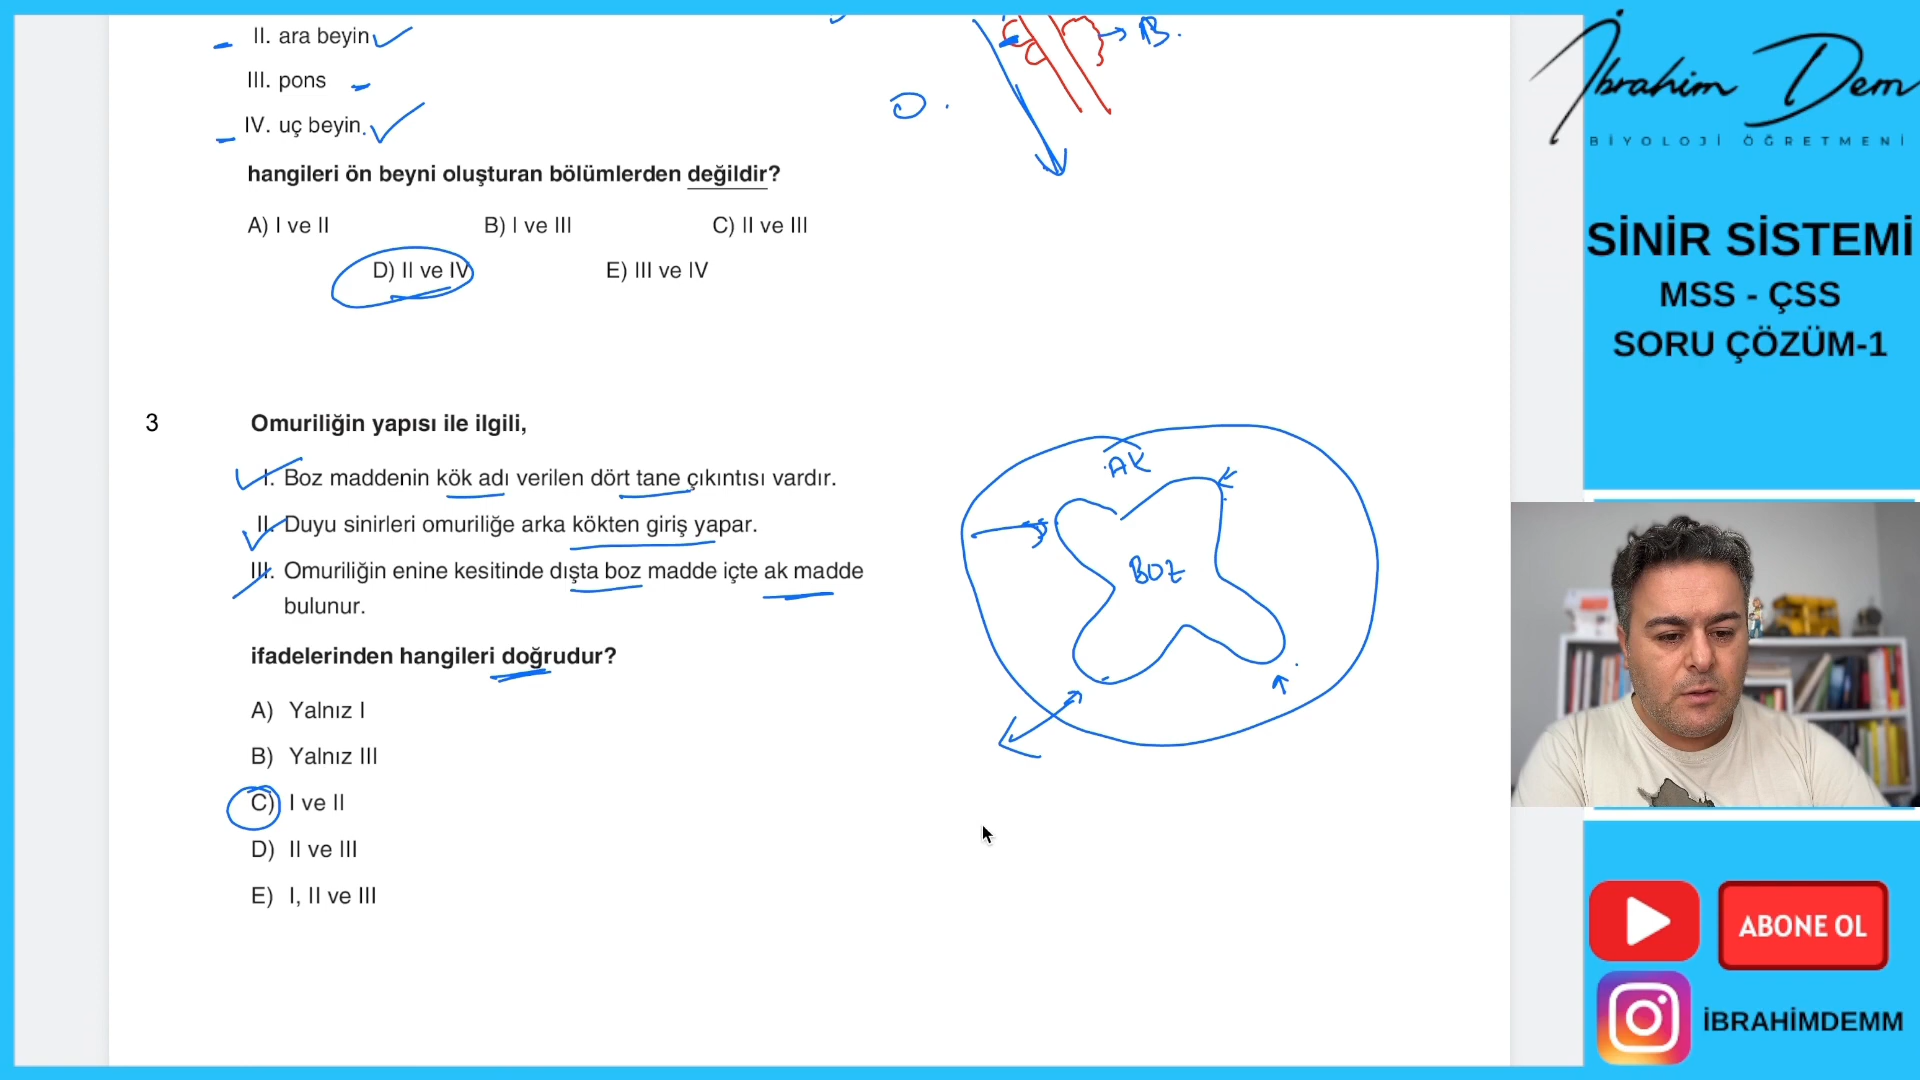 II. ara beyin
III. pons
IV. uç beyin.
hangileri ön beyni oluşturan bölümlerden değildir?
A) I ve II B) I ve III C) II ve III
D) II ve IV E) III ve IV
B.
O.
3 Omuriliğin yapısı ile ilgili,
I. Boz maddenin kök adı verilen dört tane çıkıntısı vardır.
II. Duyu sinirleri omuriliğe arka kökten giriş yapar.
III. Omuriliğin enine kesitinde dışta boz madde içte ak madde
bulunur.
ifadelerinden hangileri doğrudur?
A) Yalnız I
B) Yalnız III
C) I ve II
D) II ve III
E) I, II ve III
AK
BOZ
İbrahim Dem
BİYOLOJİ ÖĞRETMENİ
SİNİR SİSTEMİ
MSS - ÇSS
SORU ÇÖZÜM-1
ABONE OL
İBRAHİMDEMM